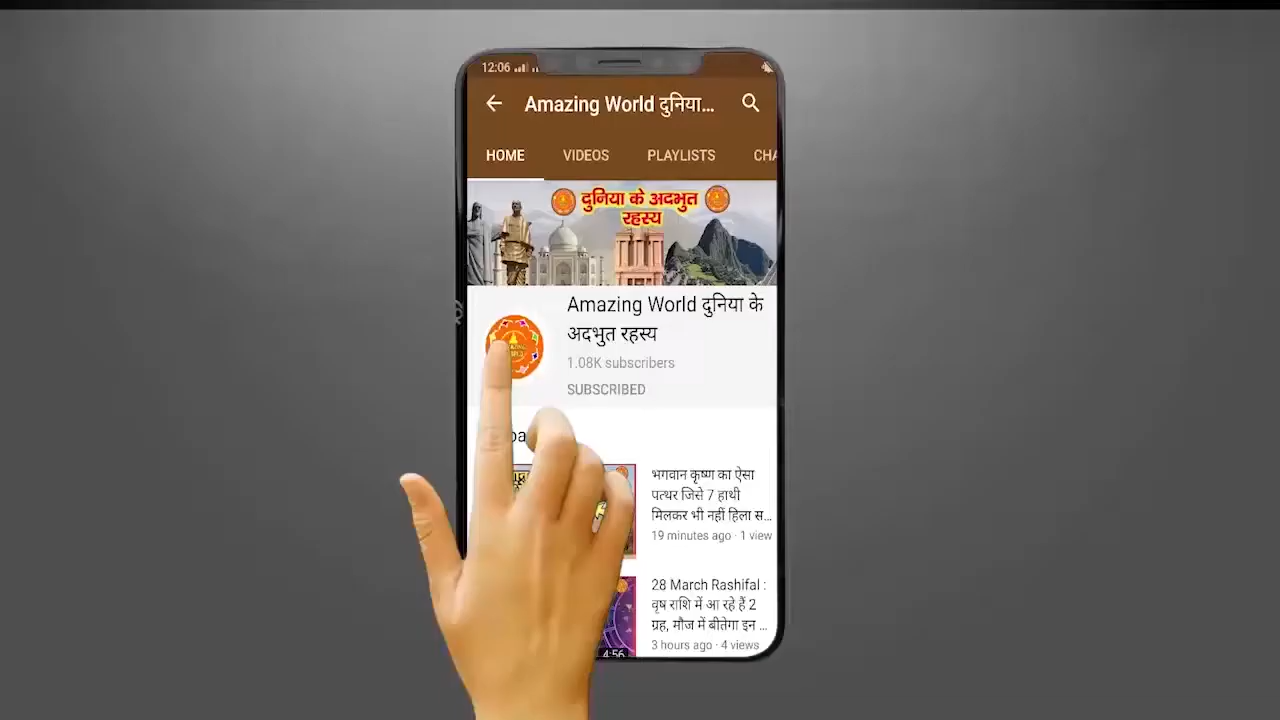 12:06
Amazing World दुनिया...
HOME VIDEOS PLAYLISTS CHA
दुनिया के अदभुत
रहस्य
Amazing World दुनिया के
अदभुत रहस्य
1.08K subscribers
SUBSCRIBED
भगवान कृष्ण का ऐसा
पत्थर जिसे 7 हाथी
मिलकर भी नहीं हिला स...
19 minutes ago · 1 view
28 March Rashifal :
वृष राशि में आ रहे हैं 2
ग्रह, मौज में बीतेगा इन ...
3 hours ago · 4 views
4:56